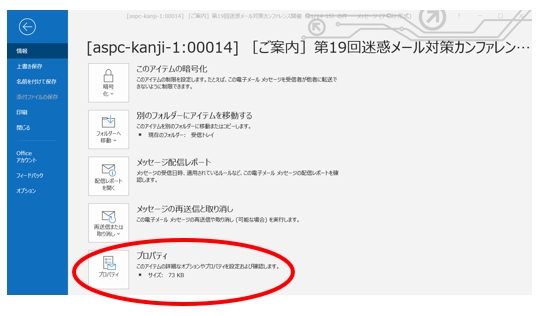 [aspc-kanji-1:00014] [ご案内] 第19回迷惑メール対策カンファレンス開催
情報
上書き保存
名前を付けて保存
添付ファイルの保存
印刷
閉じる
Office
アカウント
フィードバック
オプション
[aspc-kanji-1:00014] [ご案内] 第19回迷惑メール対策カンファレン…
暗号
化
このアイテムの暗号化
このアイテムの制限を設定します。たとえば、この電子メール メッセージを受信者が他者に転送で
きないように制限できます。
フォルダーへ
移動
別のフォルダーにアイテムを移動する
このアイテムを別のフォルダーに移動またはコピーします。
▪ 現在のフォルダー: 受信トレイ
配信レポート
を開く
メッセージ配信レポート
メッセージの受信日時、適用されているルールなど、この電子メール メッセージの配信レポートを確
認します。
再送信または
取り消し
メッセージの再送信と取り消し
この電子メール メッセージの再送信や取り消し (可能な場合) を実行します。
プロパティ
プロパティ
このアイテムの詳細なオプションやプロパティを設定および確認します。
▪ サイズ: 73 KB